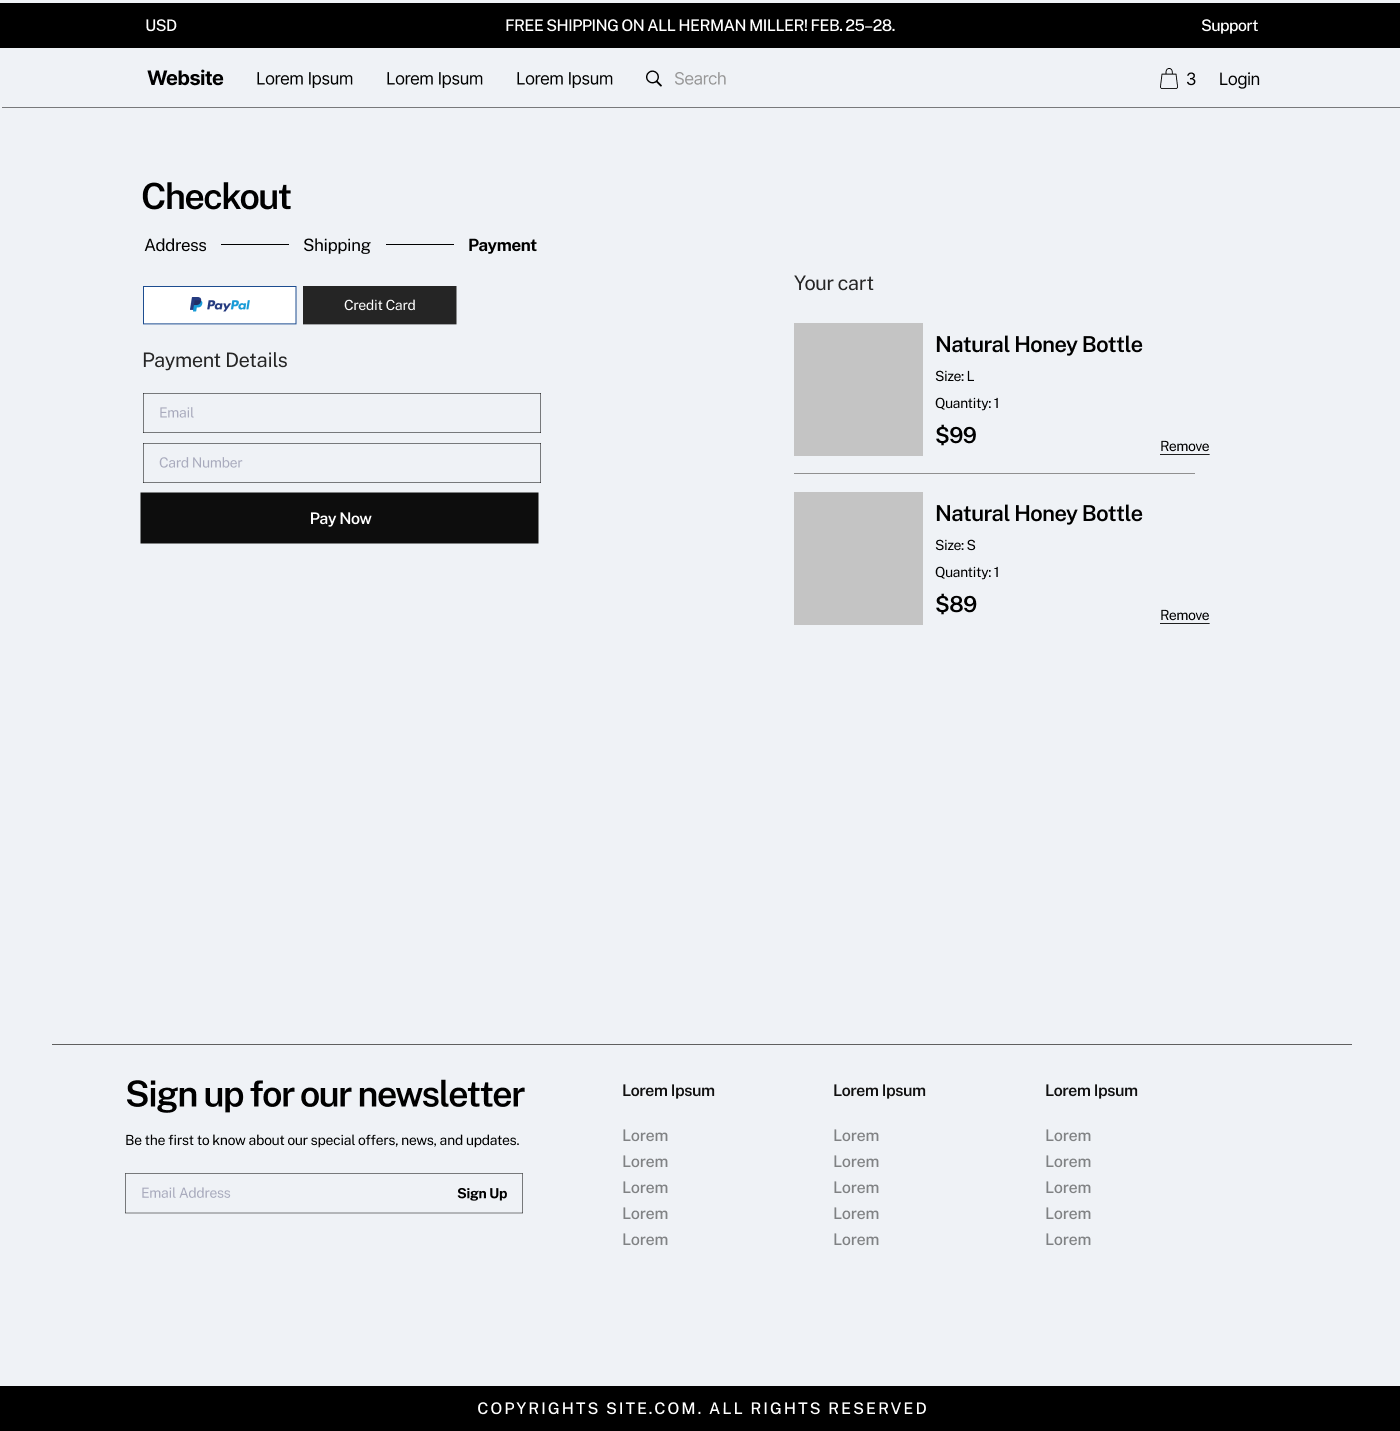 USD
FREE SHIPPING ON ALL HERMAN MILLER! FEB. 25–28.
Support
Website
Lorem Ipsum
Lorem Ipsum
Lorem Ipsum
Search
3
Login
Checkout
Address
Shipping
Payment
PayPal
Credit Card
Payment Details
Email
Card Number
Pay Now
Your cart
Natural Honey Bottle
Size: L
Quantity: 1
$99
Remove
Natural Honey Bottle
Size: S
Quantity: 1
$89
Remove
Sign up for our newsletter
Be the first to know about our special offers, news, and updates.
Email Address
Sign Up
Lorem Ipsum
Lorem
Lorem
Lorem
Lorem
Lorem
Lorem Ipsum
Lorem
Lorem
Lorem
Lorem
Lorem
Lorem Ipsum
Lorem
Lorem
Lorem
Lorem
Lorem
COPYRIGHTS SITE.COM. ALL RIGHTS RESERVED